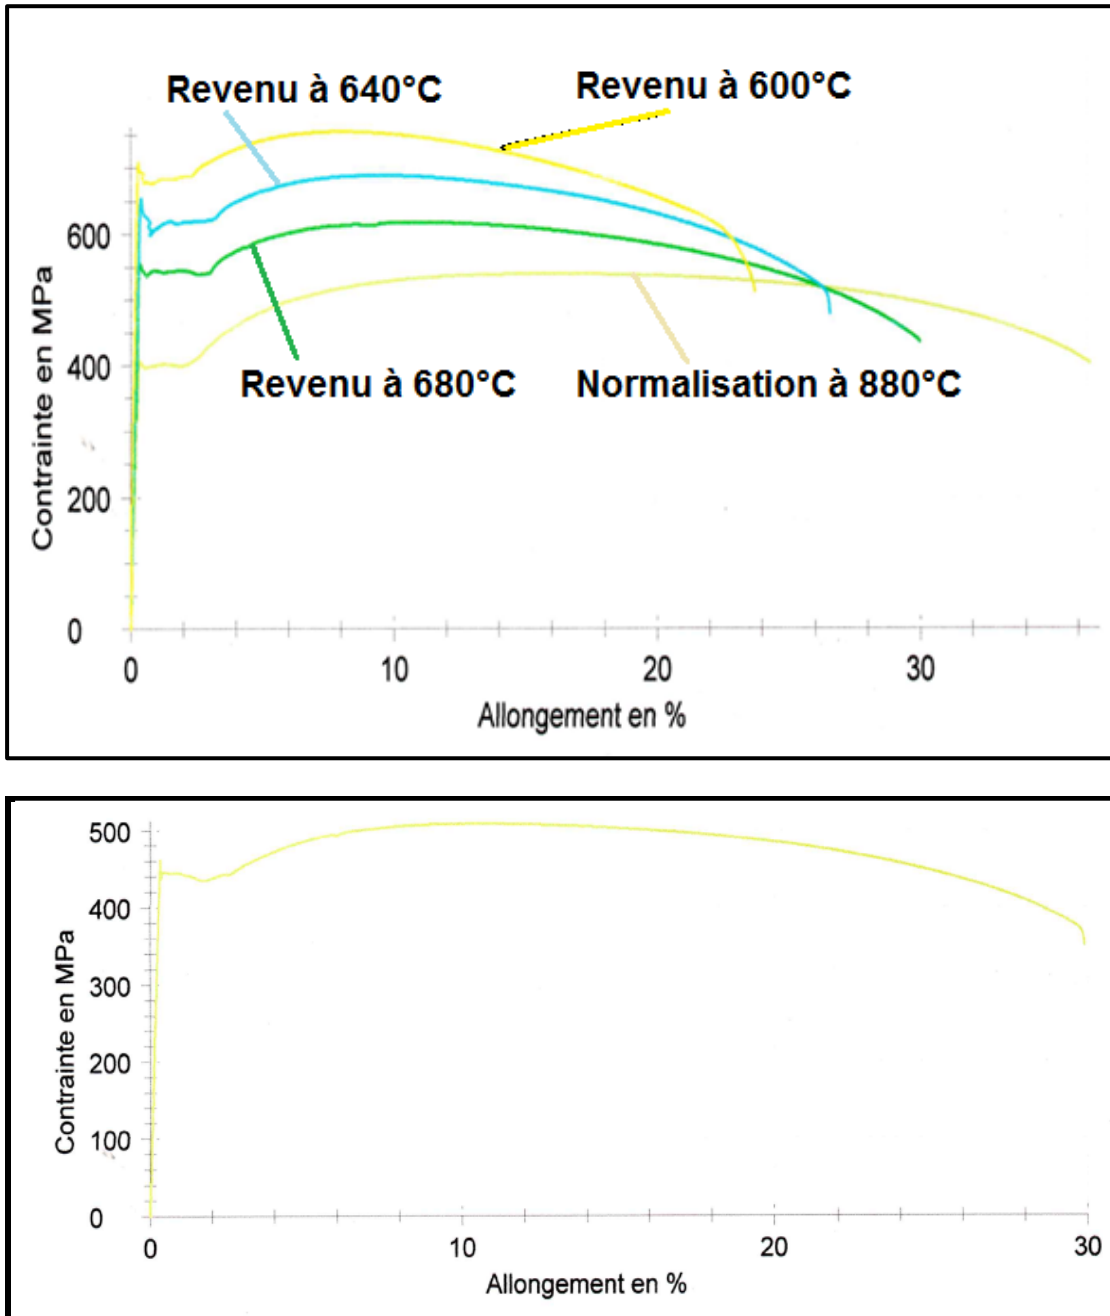 Revenu à 640°C
Revenu à 600°C
600
400
200
0
Contrainte en MPa
Revenu à 680°C
Normalisation à 880°C
0 10 20 30
Allongement en %
500
400
300
200
100
0
Contrainte en MPa
0 10 20 30
Allongement en %